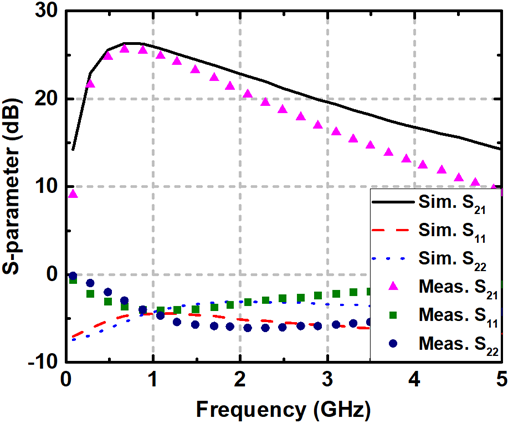 S-parameter (dB)
30
20
10
0
-10
0 1 2 3 4 5
Frequency (GHz)
Sim. S21
Sim. S11
Sim. S22
Meas. S21
Meas. S11
Meas. S22